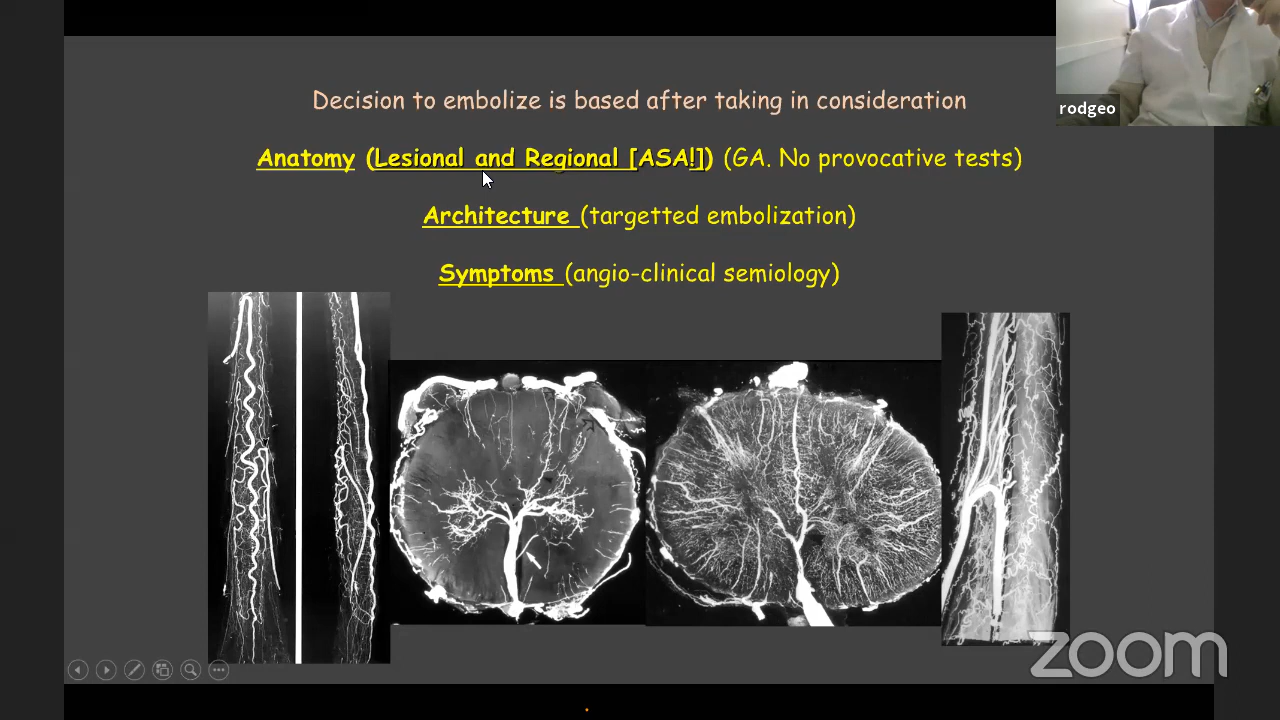 Decision to embolize is based after taking in consideration
Anatomy (Lesional and Regional [ASA!]) (GA. No provocative tests)
Architecture (targetted embolization)
Symptoms (angio-clinical semiology)
rodgeo
zoom